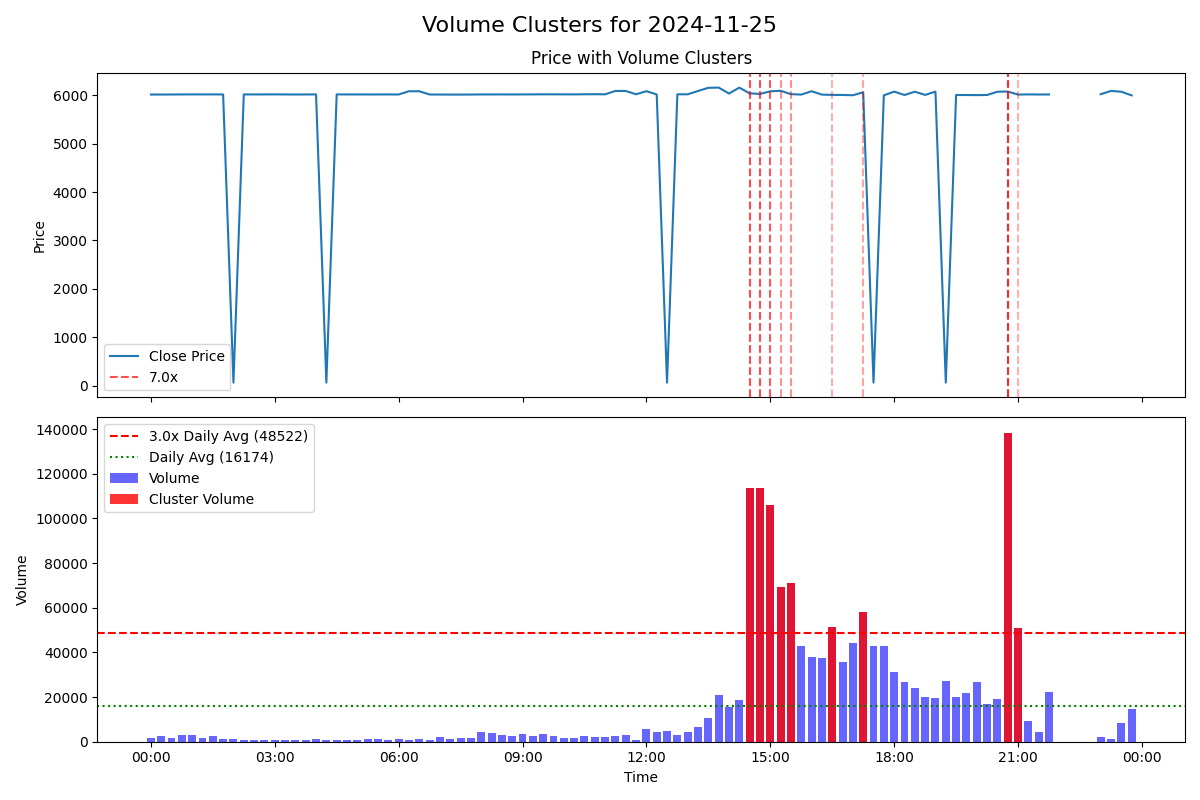 Volume Clusters for 2024-11-25
Price with Volume Clusters
6000
5000
4000
3000
2000
1000
0
Price
Close Price
7.0x
140000
120000
100000
80000
60000
40000
20000
0
Volume
3.0x Daily Avg (48522)
Daily Avg (16174)
Volume
Cluster Volume
00:00 03:00 06:00 09:00 12:00 15:00 18:00 21:00 00:00
Time